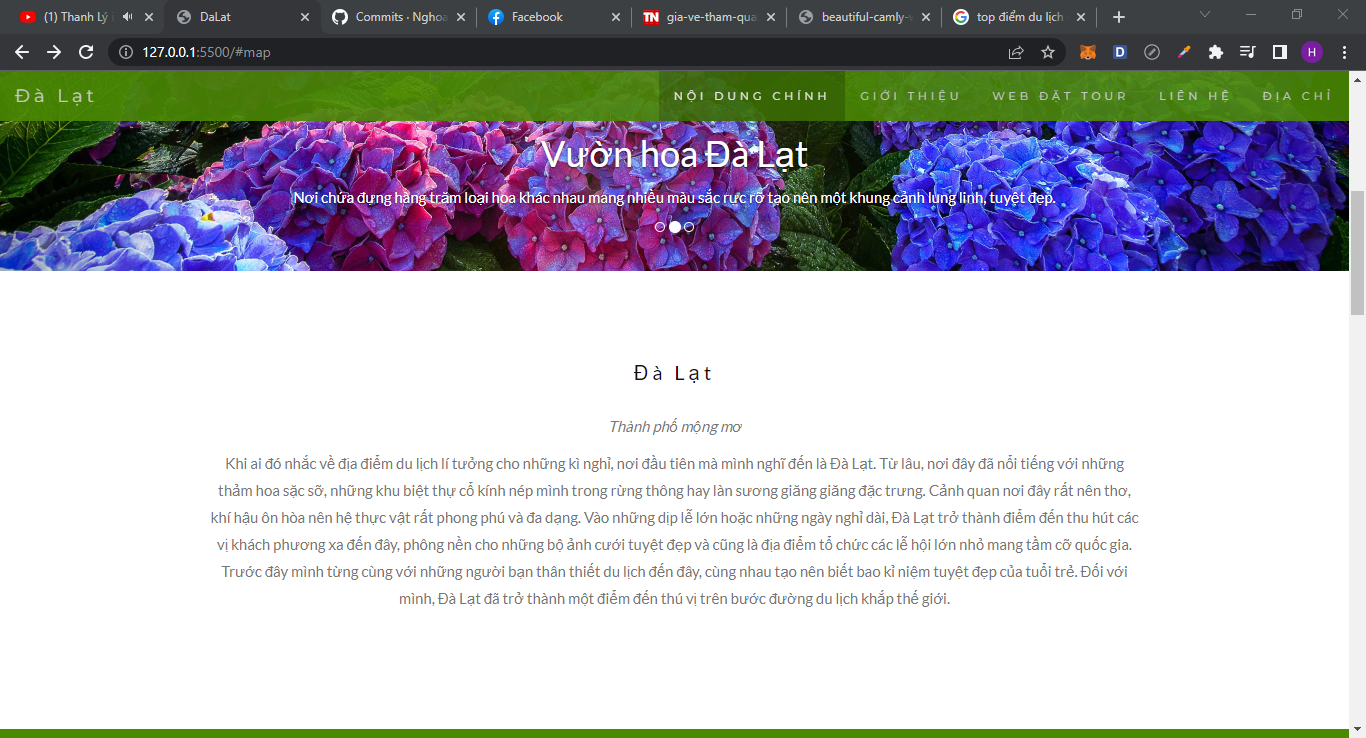 (1) Thanh Lý
DaLat
Commits · Nghoa
Facebook
TN
gia-ve-tham-qua
beautiful-camly-
top điểm du lịch
127.0.0.1:5500/#map
D
H
Đà Lạt
NỘI DUNG CHÍNH
GIỚI THIỆU
WEB ĐẶT TOUR
LIÊN HỆ
ĐỊA CHỈ
Vườn hoa Đà Lạt
Nơi chứa đựng hàng trăm loại hoa khác nhau mang nhiều màu sắc rực rỡ tạo nên một khung cảnh lung linh, tuyệt đẹp.
Đà Lạt
Thành phố mộng mơ
Khi ai đó nhắc về địa điểm du lịch lí tưởng cho những kì nghỉ, nơi đầu tiên mà mình nghĩ đến là Đà Lạt. Từ lâu, nơi đây đã nổi tiếng với những
thảm hoa sặc sỡ, những khu biệt thự cổ kính nép mình trong rừng thông hay làn sương giăng giăng đặc trưng. Cảnh quan nơi đây rất nên thơ,
khí hậu ôn hòa nên hệ thực vật rất phong phú và đa dạng. Vào những dịp lễ lớn hoặc những ngày nghỉ dài, Đà Lạt trở thành điểm đến thu hút các
vị khách phương xa đến đây, phông nền cho những bộ ảnh cưới tuyệt đẹp và cũng là địa điểm tổ chức các lễ hội lớn nhỏ mang tầm cỡ quốc gia.
Trước đây mình từng cùng với những người bạn thân thiết du lịch đến đây, cùng nhau tạo nên biết bao kỉ niệm tuyệt đẹp của tuổi trẻ. Đối với
mình, Đà Lạt đã trở thành một điểm đến thú vị trên bước đường du lịch khắp thế giới.